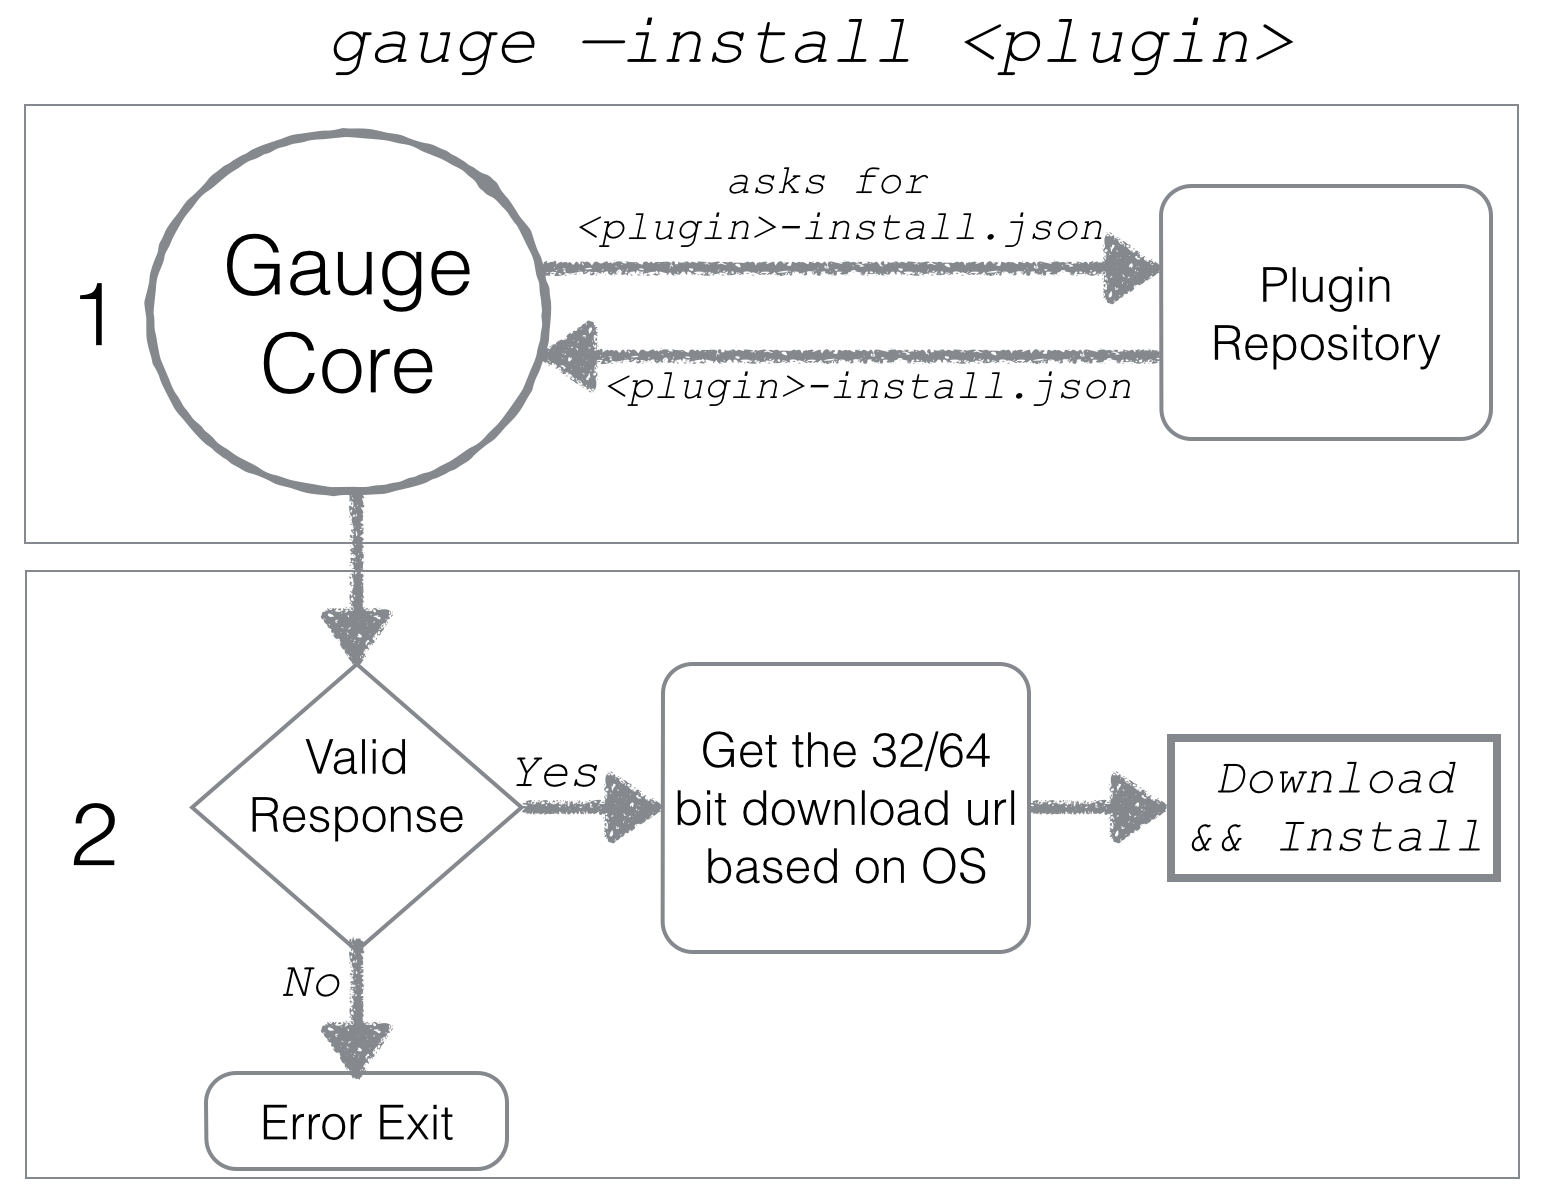 gauge —install <plugin>
1
Gauge
Core
asks for
<plugin>-install.json
<plugin>-install.json
Plugin
Repository
2
Valid
Response
Yes
No
Get the 32/64
bit download url
based on OS
Download
&& Install
Error Exit